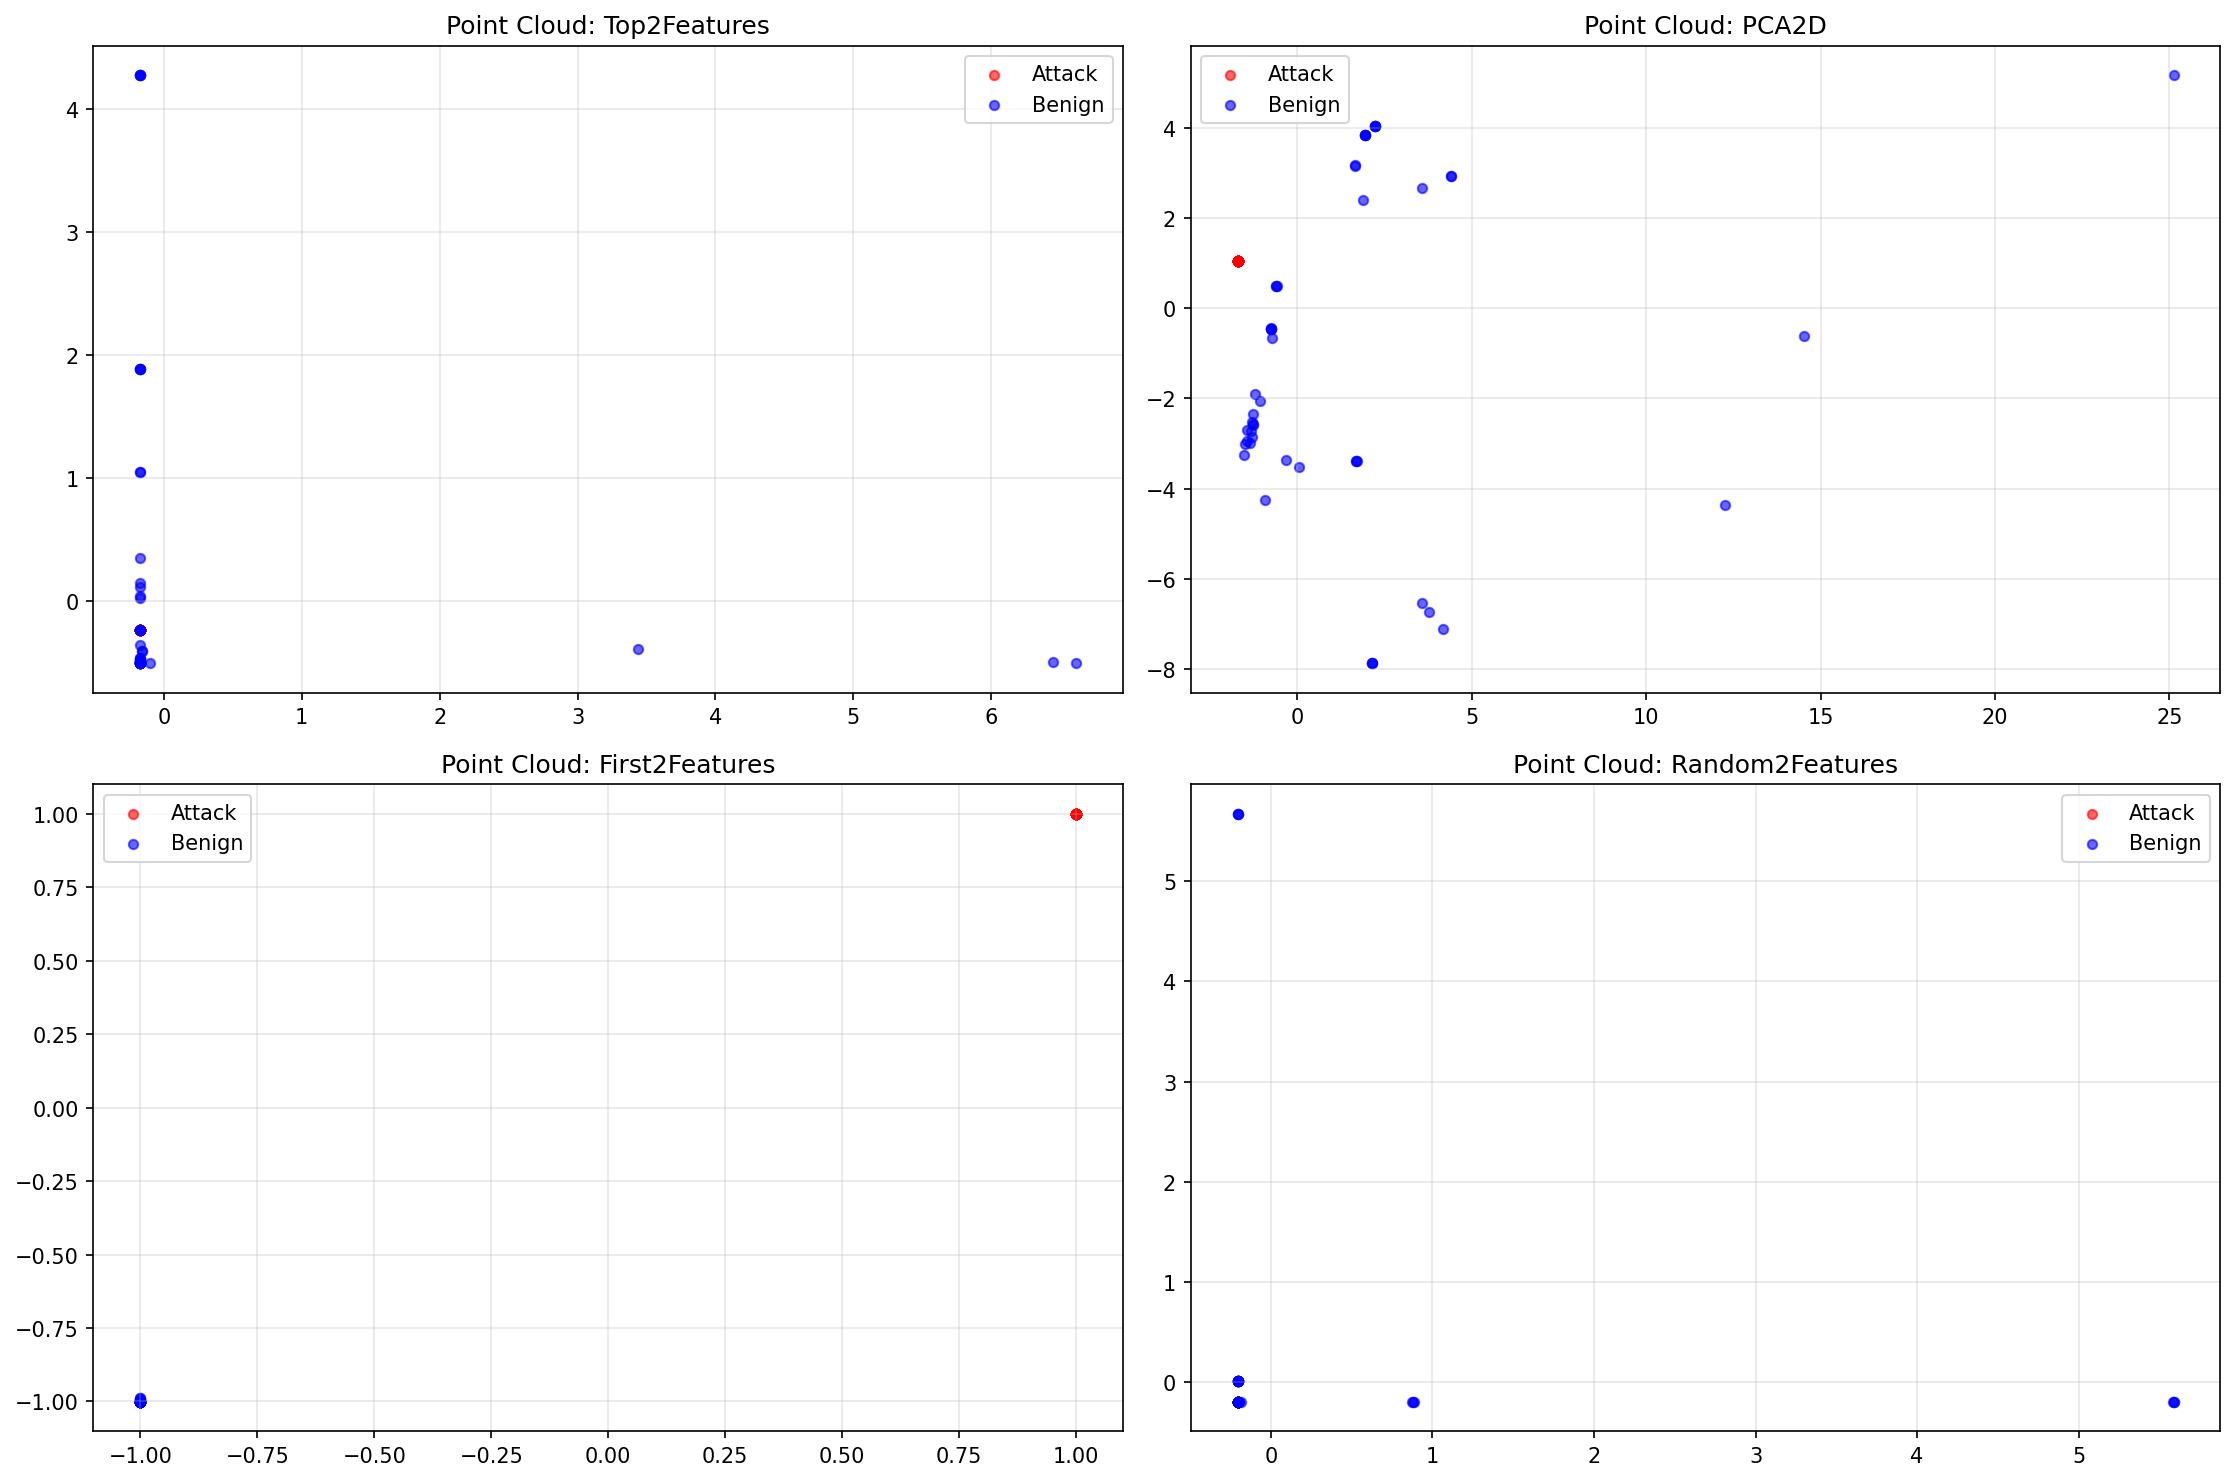 Point Cloud: Top2Features
Attack
Benign
4
3
2
1
0
0 1 2 3 4 5 6
Point Cloud: PCA2D
Attack
Benign
4
2
0
−2
−4
−6
−8
0 5 10 15 20 25
Point Cloud: First2Features
Attack
Benign
1.00
0.75
0.50
0.25
0.00
−0.25
−0.50
−0.75
−1.00
−1.00 −0.75 −0.50 −0.25 0.00 0.25 0.50 0.75 1.00
Point Cloud: Random2Features
Attack
Benign
5
4
3
2
1
0
0 1 2 3 4 5